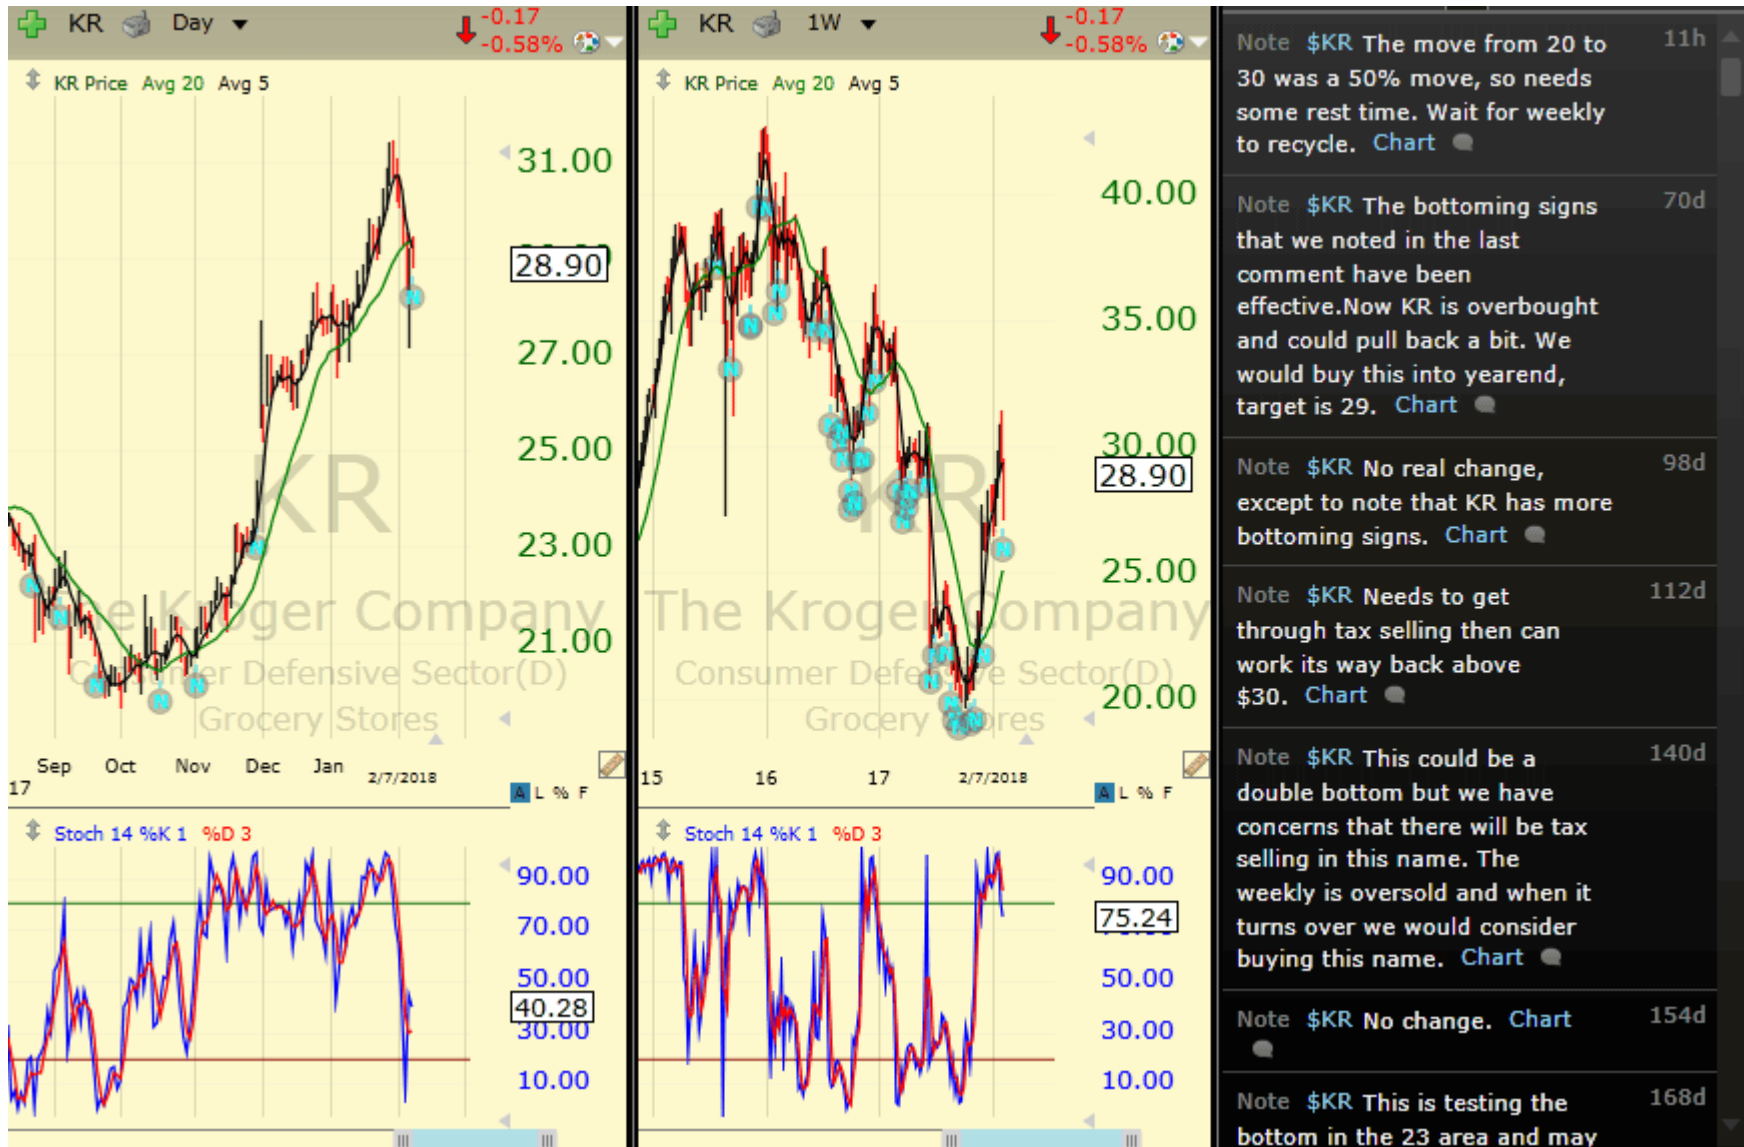 KR Day -0.17
-0.58%
KR Price Avg 20 Avg 5
31.00
28.90
27.00
25.00
23.00
21.00
KR
The Kroger Company
Consumer Defensive Sector(D)
Grocery Stores
Sep Oct Nov Dec Jan 2/7/2018
17
A L % F
Stoch 14 %K 1 %D 3
90.00
70.00
50.00
40.28
30.00
10.00
KR 1W -0.17
-0.58%
KR Price Avg 20 Avg 5
40.00
35.00
30.00
28.90
25.00
20.00
KR
The Kroger Company
Consumer Defensive Sector(D)
Grocery Stores
15 16 17 2/7/2018
A L % F
Stoch 14 %K 1 %D 3
90.00
75.24
50.00
30.00
10.00
Note $KR The move from 20 to 11h
30 was a 50% move, so needs
some rest time. Wait for weekly
to recycle. Chart
Note $KR The bottoming signs 70d
that we noted in the last
comment have been
effective.Now KR is overbought
and could pull back a bit. We
would buy this into yearend,
target is 29. Chart
Note $KR No real change, 98d
except to note that KR has more
bottoming signs. Chart
Note $KR Needs to get 112d
through tax selling then can
work its way back above
$30. Chart
Note $KR This could be a 140d
double bottom but we have
concerns that there will be tax
selling in this name. The
weekly is oversold and when it
turns over we would consider
buying this name. Chart
Note $KR No change. Chart 154d
Note $KR This is testing the 168d
bottom in the 23 area and may